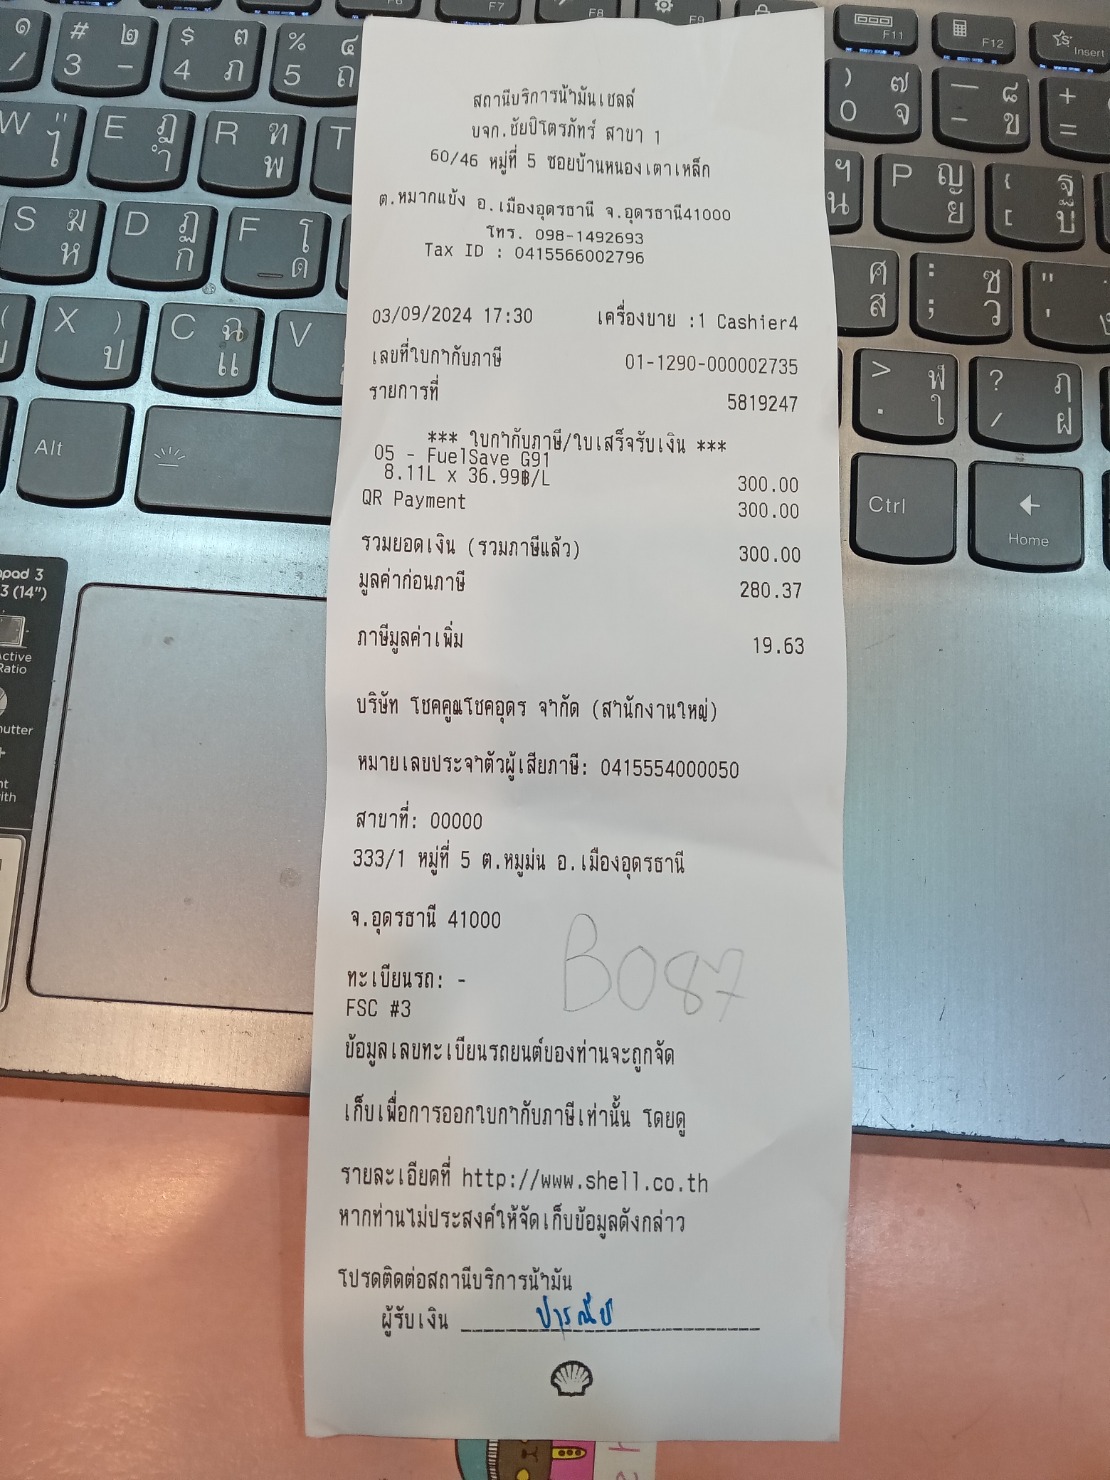 สถานีบริการน้ำมันเชลล์
บจก.ชัยปิโตรภัทร์ สาขา 1
60/46 หมู่ที่ 5 ซอยบ้านหนองเตาเหล็ก
ต.หมากแข้ง อ.เมืองอุดรธานี จ.อุดรธานี41000
โทร. 098-1492693
Tax ID : 0415566002796
03/09/2024 17:30 เครื่องขาย :1 Cashier4
เลขที่ใบกำกับภาษี 01-1290-000002735
รายการที่ 5819247
*** ใบกำกับภาษี/ใบเสร็จรับเงิน ***
05 - FuelSave G91
8.11L x 36.99฿/L 300.00
QR Payment 300.00
รวมยอดเงิน (รวมภาษีแล้ว) 300.00
มูลค่าก่อนภาษี 280.37
ภาษีมูลค่าเพิ่ม 19.63
บริษัท โชคคูณโชคอุดร จำกัด (สำนักงานใหญ่)
หมายเลขประจำตัวผู้เสียภาษี: 0415554000050
สาขาที่: 00000
333/1 หมู่ที่ 5 ต.หมูม่น อ.เมืองอุดรธานี
จ.อุดรธานี 41000
B087
ทะเบียนรถ: -
FSC #3
ข้อมูลเลขทะเบียนรถยนต์ของท่านจะถูกจัด
เก็บเพื่อการออกใบกำกับภาษีเท่านั้น โดยดู
รายละเอียดที่ http://www.shell.co.th
หากท่านไม่ประสงค์ให้จัดเก็บข้อมูลดังกล่าว
โปรดติดต่อสถานีบริการน้ำมัน
ผู้รับเงิน